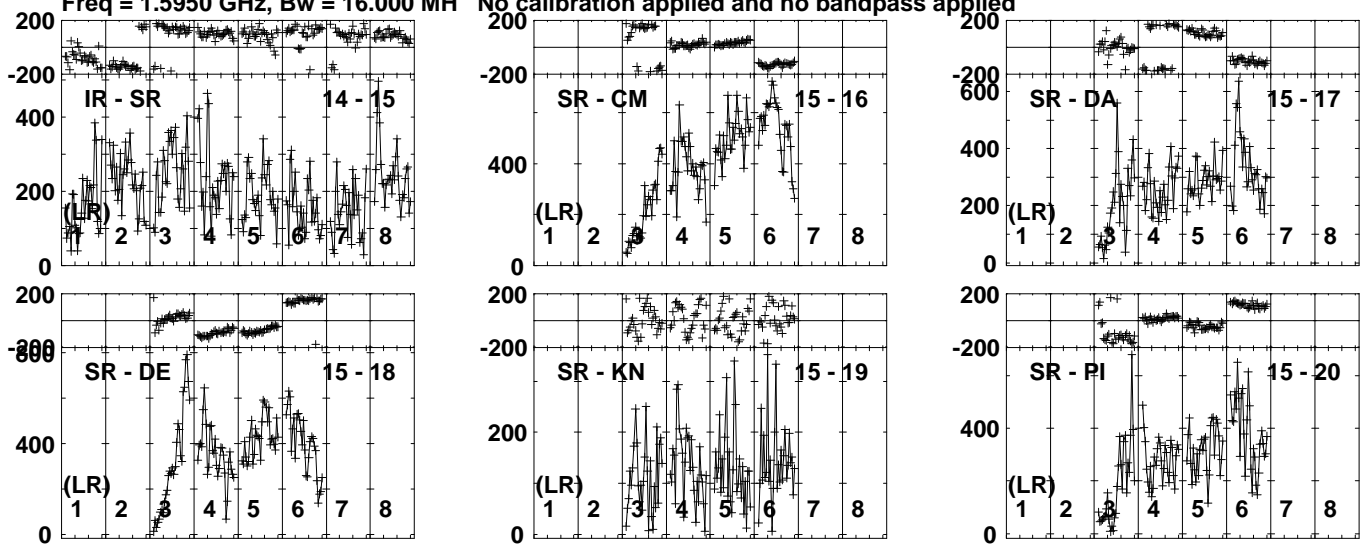 Freq = 1.5950 GHz, Bw = 16.000 MH No calibration applied and no bandpass applied
200
-200
400
200
0
IR - SR 14 - 15
(LR)
1 2 3 4 5 6 7 8
200
-200
400
0
SR - CM 15 - 16
(LR)
1 2 3 4 5 6 7 8
200
-200
600
400
200
0
SR - DA 15 - 17
(LR)
1 2 3 4 5 6 7 8
200
-200
800
400
0
SR - DE 15 - 18
(LR)
1 2 3 4 5 6 7 8
200
-200
200
0
SR - KN 15 - 19
(LR)
1 2 3 4 5 6 7 8
200
-200
400
0
SR - PI 15 - 20
(LR)
1 2 3 4 5 6 7 8